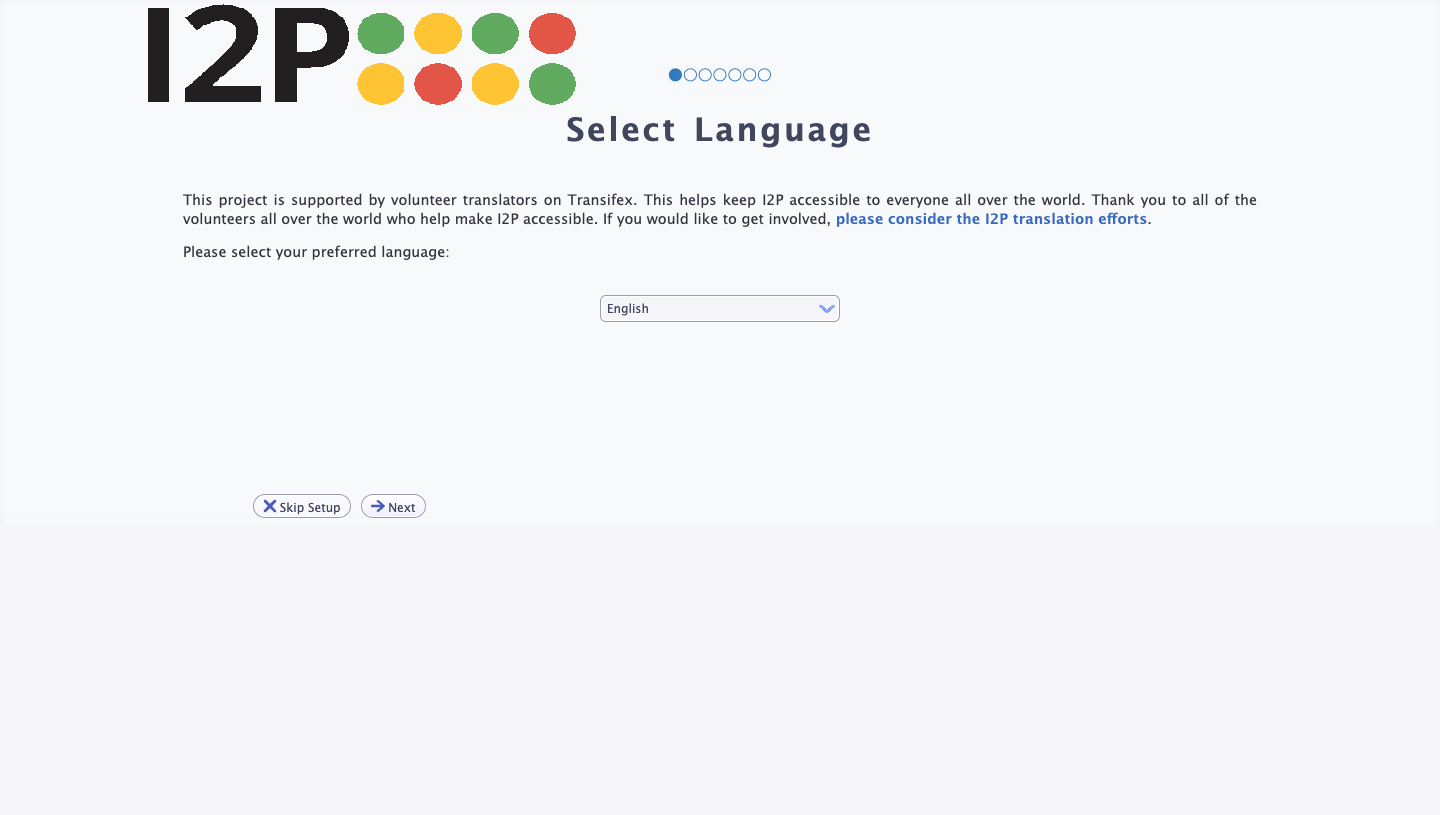 I2P
Select Language
This project is supported by volunteer translators on Transifex. This helps keep I2P accessible to everyone all over the world. Thank you to all of the
volunteers all over the world who help make I2P accessible. If you would like to get involved, please consider the I2P translation efforts.
Please select your preferred language:
English
Skip Setup
Next